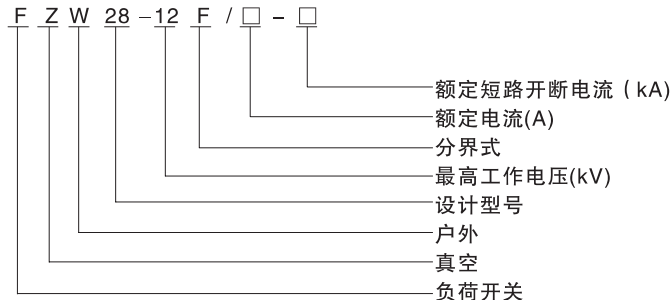 F Z W 28 -12 F / □ - □
额定短路开断电流（kA)
额定电流(A)
分界式
最高工作电压(kV)
设计型号
户外
真空
负荷开关